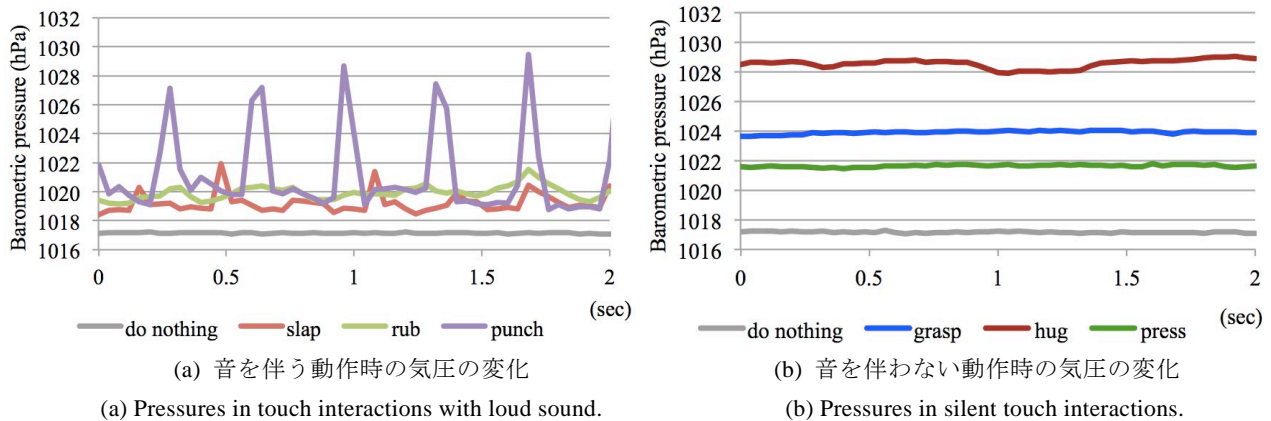 Barometric pressure (hPa)
1032
1030
1028
1026
1024
1022
1020
1018
1016
0
0.5
1
1.5
2
(sec)
do nothing
slap
rub
punch
(a) 音を伴う動作時の気圧の変化
(a) Pressures in touch interactions with loud sound.
Barometric pressure (hPa)
1032
1030
1028
1026
1024
1022
1020
1018
1016
0
0.5
1
1.5
2
(sec)
do nothing
grasp
hug
press
(b) 音を伴わない動作時の気圧の変化
(b) Pressures in silent touch interactions.